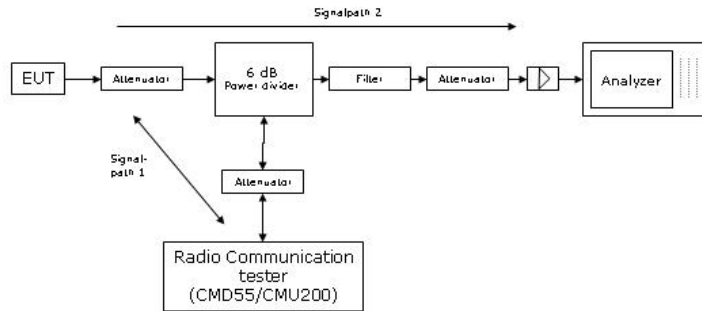 Signalpath 2
EUT
Attenuator
6 dB
Power divider
Filter
Attenuator
Analyzer
Signal-
path 1
Attenuator
Radio Communication
tester
(CMD55/CMU200)